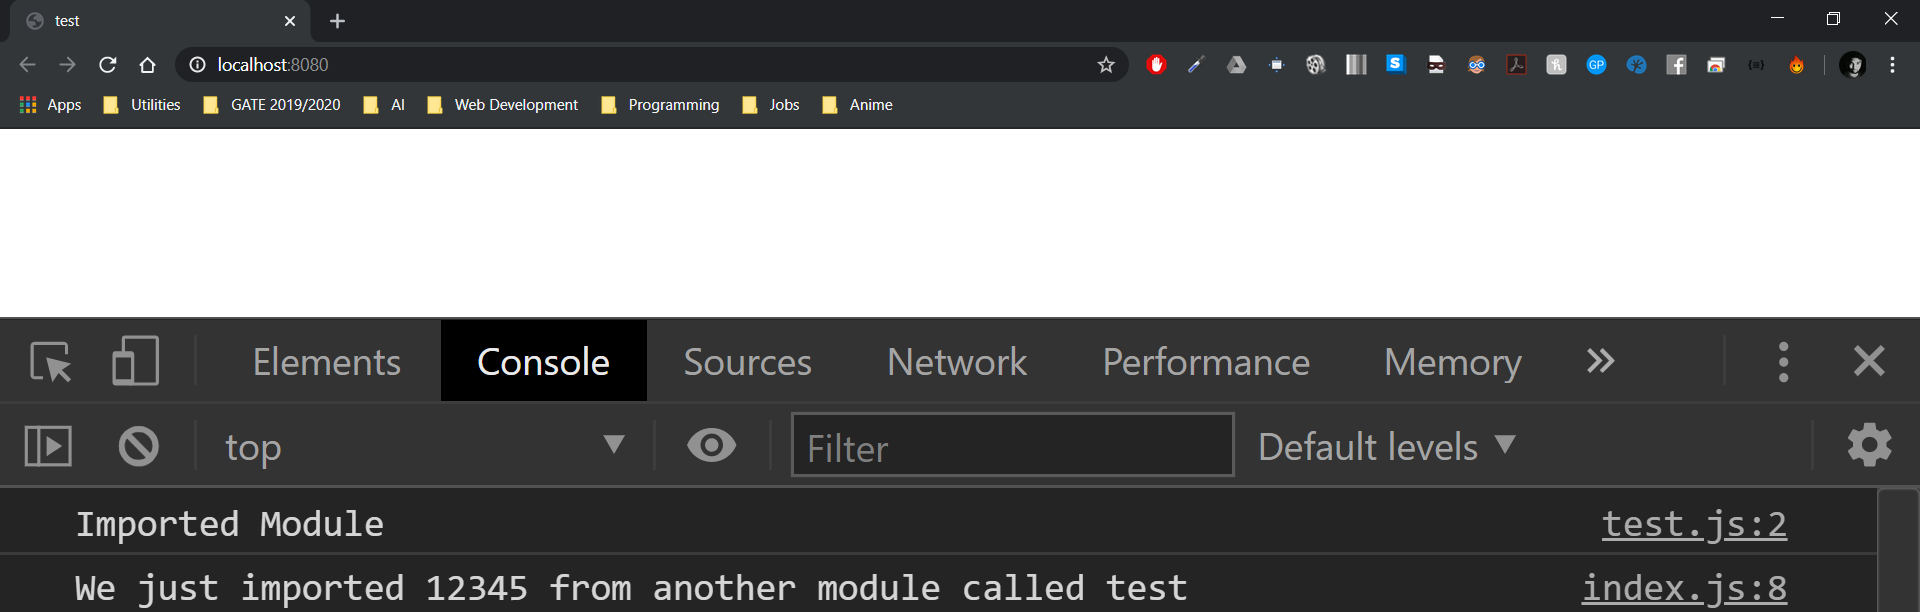 test
localhost:8080
Apps Utilities GATE 2019/2020 AI Web Development Programming Jobs Anime
Elements Console Sources Network Performance Memory
top Filter Default levels
Imported Module test.js:2
We just imported 12345 from another module called test index.js:8